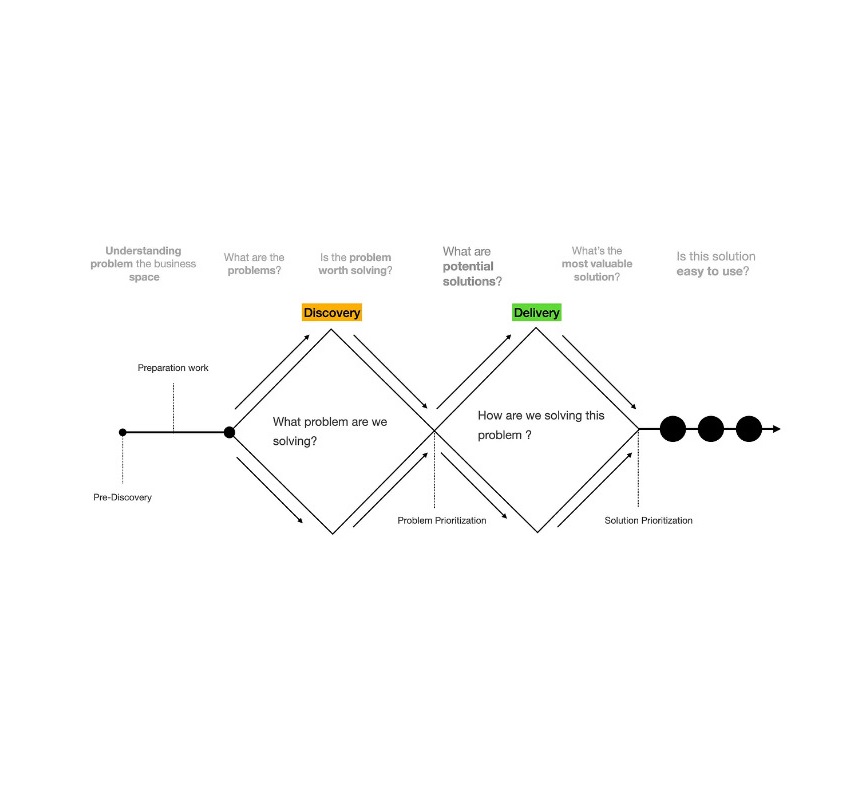 Understanding
problem the business
space
What are the
problems?
Is the problem
worth solving?
What are
potential
solutions?
What's the
most valuable
solution?
Is this solution
easy to use?
Discovery
Delivery
Preparation work
What problem are we
solving?
How are we solving this
problem ?
Pre-Discovery
Problem Prioritization
Solution Prioritization